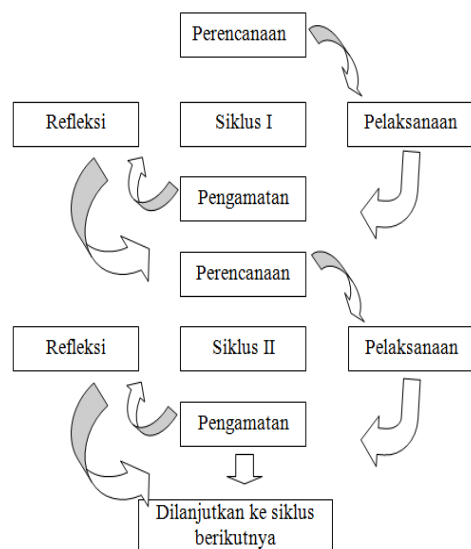 Perencanaan
Refleksi
Siklus I
Pelaksanaan
Pengamatan
Perencanaan
Refleksi
Siklus II
Pelaksanaan
Pengamatan
Dilanjutkan ke siklus
berikutnya